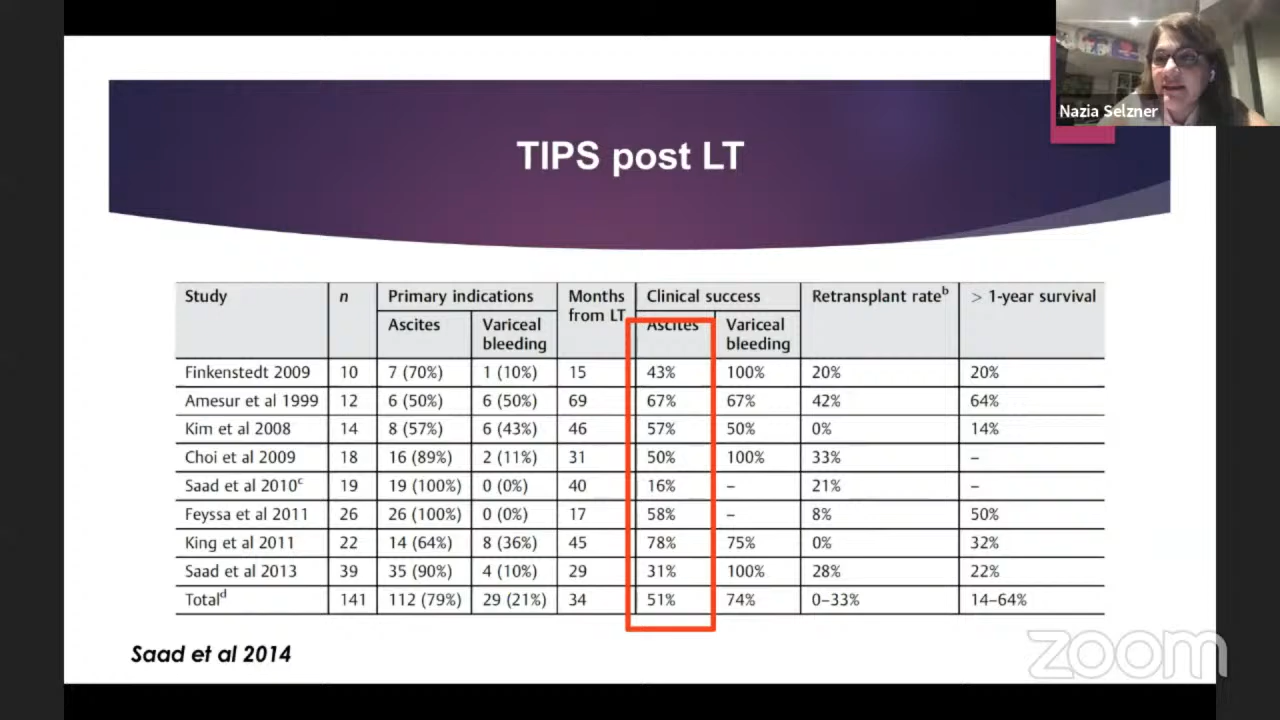 Nazia Selzner
TIPS post LT
Study n Primary indications Months from LT Clinical success Retransplant rateb > 1-year survival
Ascites Variceal bleeding Ascites Variceal bleeding
Finkenstedt 2009 10 7 (70%) 1 (10%) 15 43% 100% 20% 20%
Amesur et al 1999 12 6 (50%) 6 (50%) 69 67% 67% 42% 64%
Kim et al 2008 14 8 (57%) 6 (43%) 46 57% 50% 0% 14%
Choi et al 2009 18 16 (89%) 2 (11%) 31 50% 100% 33% –
Saad et al 2010c 19 19 (100%) 0 (0%) 40 16% – 21% –
Feyssa et al 2011 26 26 (100%) 0 (0%) 17 58% – 8% 50%
King et al 2011 22 14 (64%) 8 (36%) 45 78% 75% 0% 32%
Saad et al 2013 39 35 (90%) 4 (10%) 29 31% 100% 28% 22%
Totald 141 112 (79%) 29 (21%) 34 51% 74% 0–33% 14–64%
Saad et al 2014
zoom